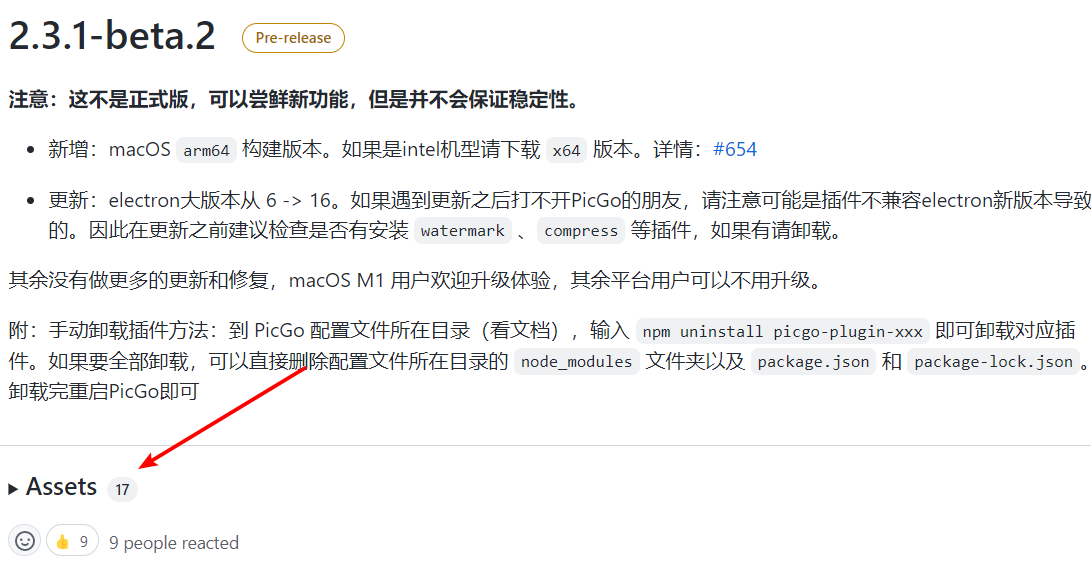 2.3.1-beta.2 Pre-release
注意：这不是正式版，可以尝鲜新功能，但是并不会保证稳定性。
新增：macOS arm64 构建版本。如果是intel机型请下载 x64 版本。详情：#654
更新：electron大版本从 6 -> 16。如果遇到更新之后打不开PicGo的朋友，请注意可能是插件不兼容electron新版本导致
的。因此在更新之前建议检查是否有安装 watermark 、 compress 等插件，如果有请卸载。
其余没有做更多的更新和修复，macOS M1 用户欢迎升级体验，其余平台用户可以不用升级。
附：手动卸载插件方法：到 PicGo 配置文件所在目录（看文档），输入 npm uninstall picgo-plugin-xxx 即可卸载对应插
件。如果要全部卸载，可以直接删除配置文件所在目录的 node_modules 文件夹以及 package.json 和 package-lock.json 。
卸载完重启PicGo即可
Assets 17
9 9 people reacted